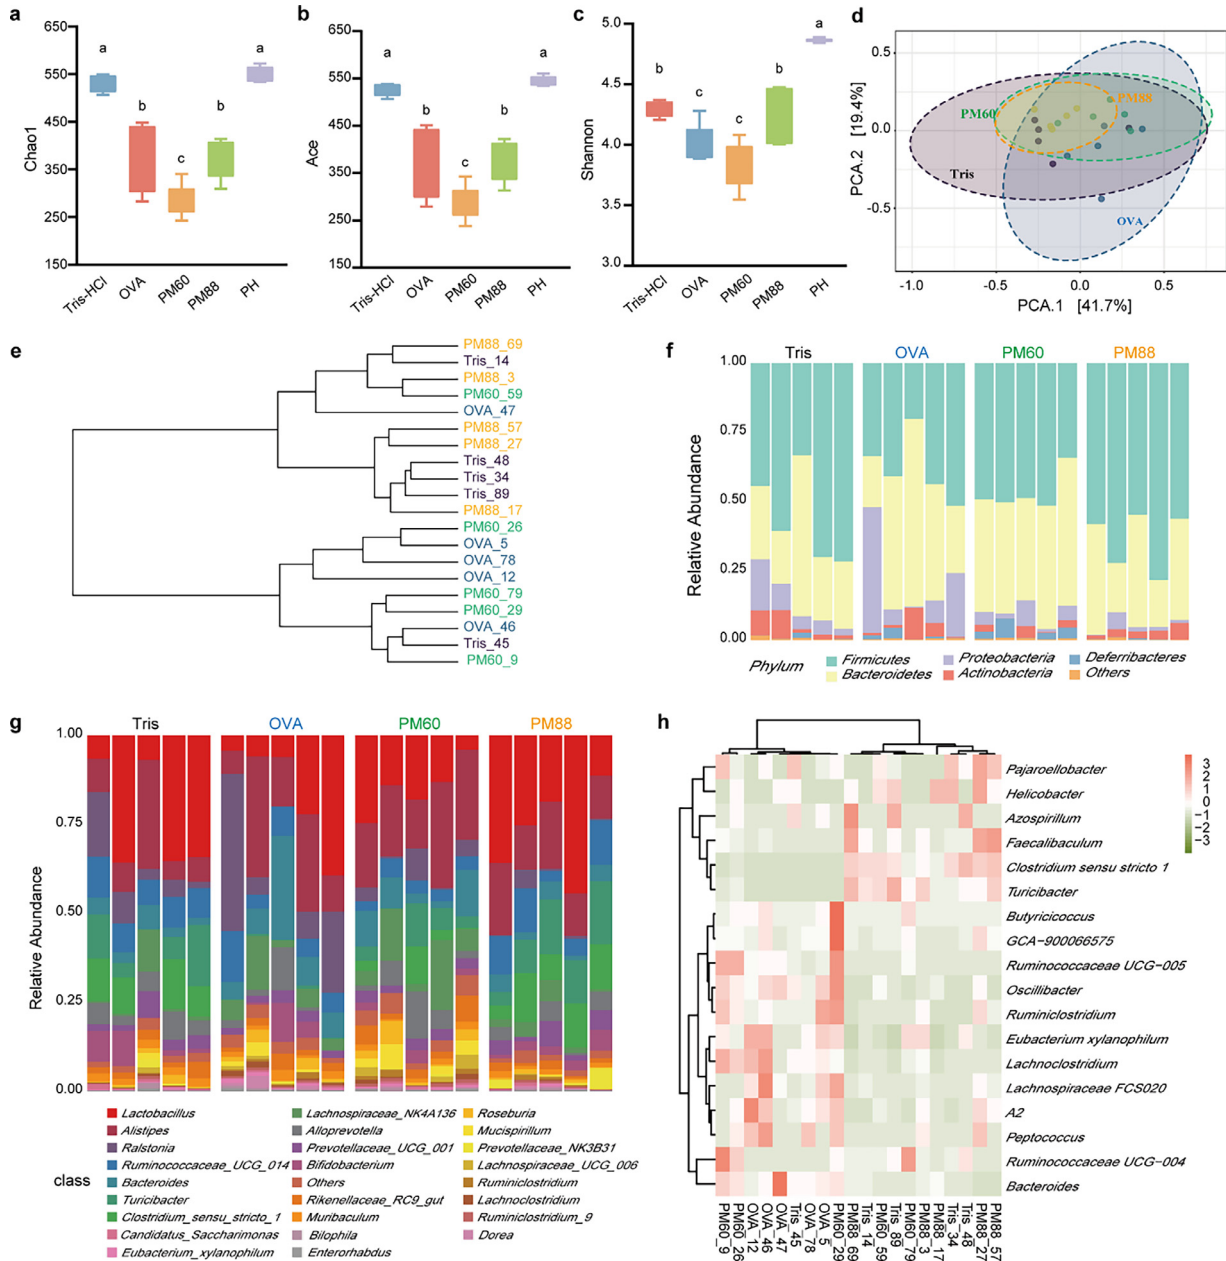 a
650
550
450
350
250
150
Chao1
a
b
c
b
a
Tris-HCl
OVA
PM60
PM88
PH
b
650
550
450
350
250
150
Ace
a
b
c
b
a
Tris-HCl
OVA
PM60
PM88
PH
c
5.0
4.5
4.0
3.5
3.0
Shannon
b
c
c
b
a
Tris-HCl
OVA
PM60
PM88
PH
d
0.5
0.0
-0.5
PCA.2 [19.4%]
PM60
PM88
Tris
OVA
-1.0
-0.5
0.0
0.5
PCA.1 [41.7%]
e
PM88_69
Tris_14
PM88_3
PM60_59
OVA_47
PM88_57
PM88_27
Tris_48
Tris_34
Tris_89
PM88_17
PM60_26
OVA_5
OVA_78
OVA_12
PM60_79
PM60_29
OVA_46
Tris_45
PM60_9
f
Tris
OVA
PM60
PM88
1.00
0.75
0.50
0.25
0.00
Relative Abundance
Phylum
Firmicutes
Proteobacteria
Deferribacteres
Bacteroidetes
Actinobacteria
Others
g
Tris
OVA
PM60
PM88
1.00
0.75
0.50
0.25
0.00
Relative Abundance
class
Lactobacillus
Lachnospiraceae_NK4A136
Roseburia
Alistipes
Alloprevotella
Mucispirillum
Ralstonia
Prevotellaceae_UCG_001
Prevotellaceae_NK3B31
Ruminococcaceae_UCG_014
Bifidobacterium
Lachnospiraceae_UCG_006
Bacteroides
Others
Ruminiclostridium
Turicibacter
Rikenellaceae_RC9_gut
Lachnoclostridium
Clostridium_sensu_stricto_1
Muribaculum
Ruminiclostridium_9
Candidatus_Saccharimonas
Bilophila
Dorea
Eubacterium_xylanophilum
Enterorhabdus
h
3
2
1
0
−1
−2
−3
Pajaroellobacter
Helicobacter
Azospirillum
Faecalibaculum
Clostridium sensu stricto 1
Turicibacter
Butyricicoccus
GCA−900066575
Ruminococcaceae UCG−005
Oscillibacter
Ruminiclostridium
Eubacterium xylanophilum
Lachnoclostridium
Lachnospiraceae FCS020
A2
Peptococcus
Ruminococcaceae UCG−004
Bacteroides
PM60_9
PM60_26
OVA_12
OVA_46
OVA_47
Tris_45
OVA_78
OVA_5
PM60_29
PM88_69
Tris_14
PM60_59
Tris_89
PM60_79
PM88_3
PM88_17
Tris_34
Tris_48
PM88_27
PM88_57